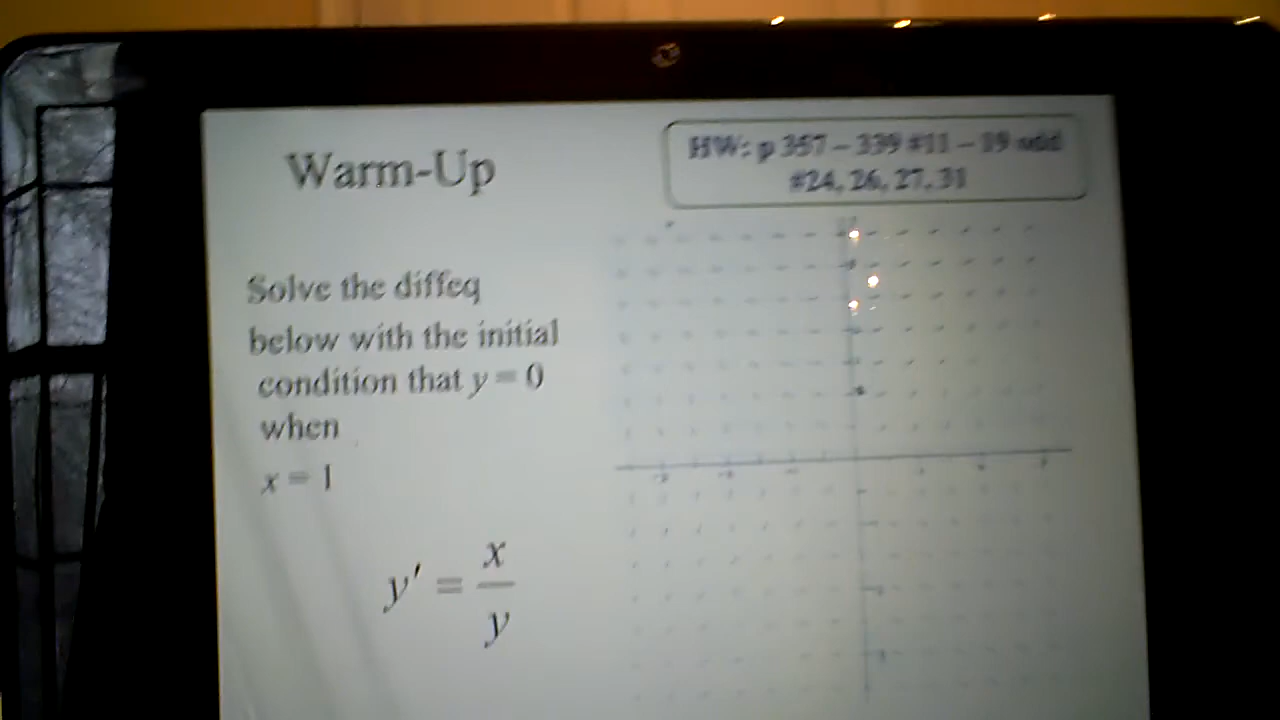 Warm-Up
HW: p 357 – 339 #11 – 19 odd
#24, 26, 27, 31
Solve the diffeq
below with the initial
condition that y = 0
when
x = 1
y' = x/y